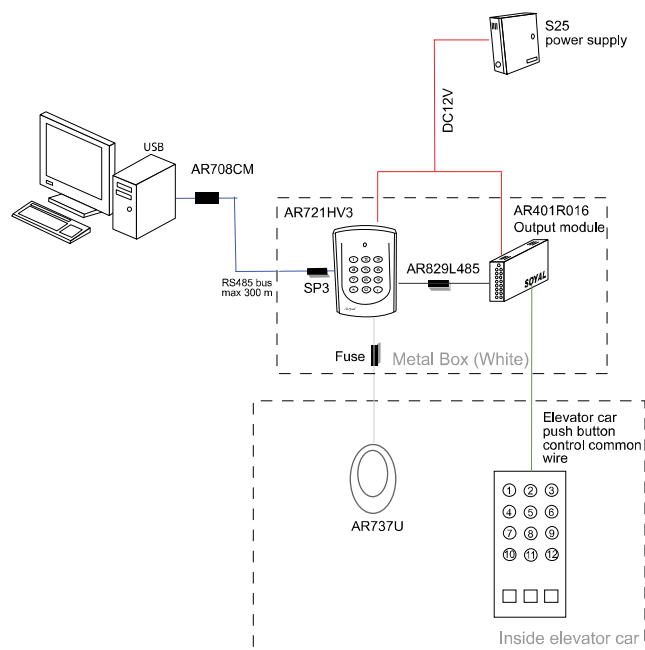 S25
power supply
DC12V
USB
AR708CM
AR721HV3
AR401R016
Output module
AR829L485
SOYAL
RS485 bus
max 300 m
SP3
Fuse
Metal Box (White)
Elevator car
push button
control common
wire
AR737U
1 2 3
4 5 6
7 8 9
10 11 12
Inside elevator car